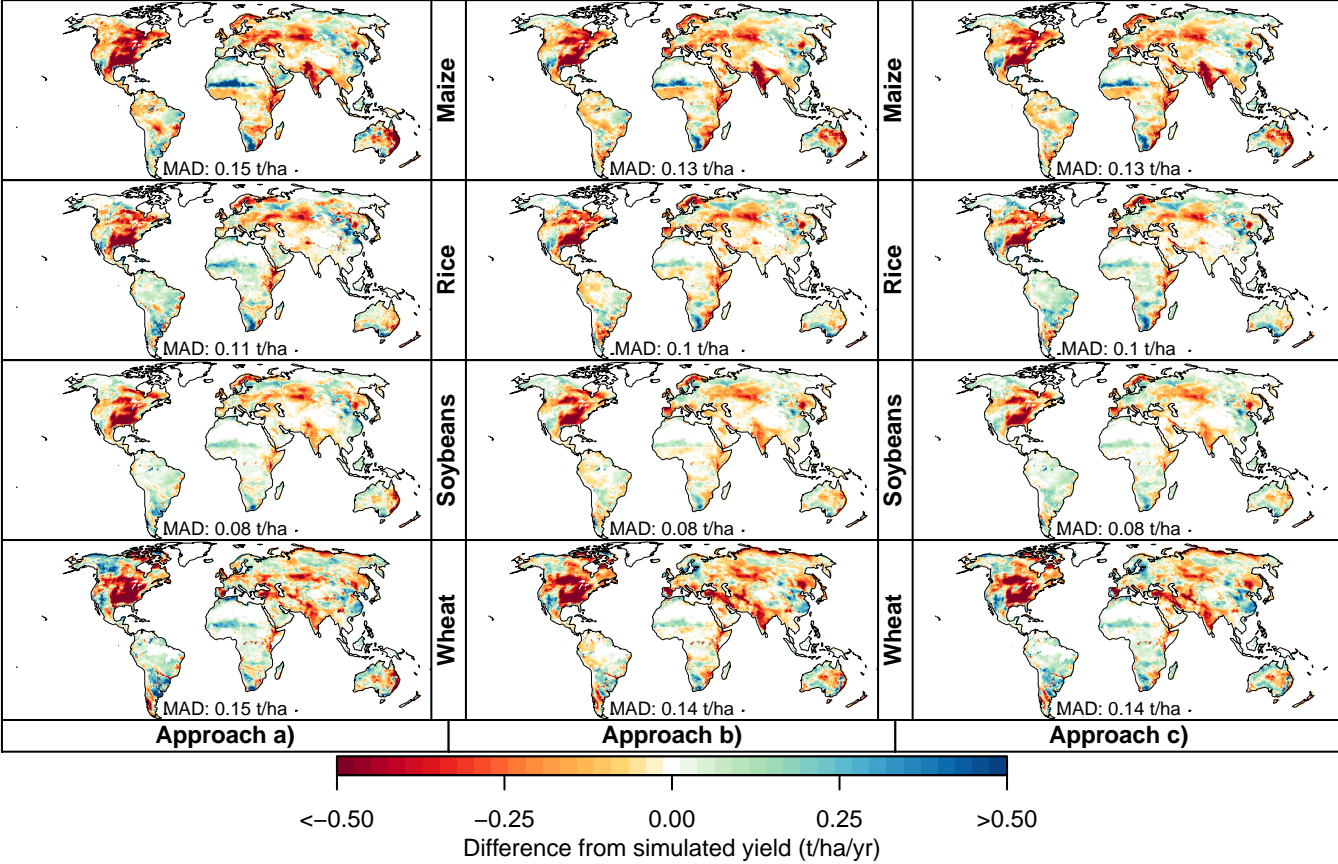 Maize
Maize
MAD: 0.15 t/ha
MAD: 0.13 t/ha
MAD: 0.13 t/ha
Rice
Rice
MAD: 0.11 t/ha
MAD: 0.1 t/ha
MAD: 0.1 t/ha
Soybeans
Soybeans
MAD: 0.08 t/ha
MAD: 0.08 t/ha
MAD: 0.08 t/ha
Wheat
Wheat
MAD: 0.15 t/ha
MAD: 0.14 t/ha
MAD: 0.14 t/ha
Approach a)
Approach b)
Approach c)
<−0.50
−0.25
0.00
0.25
>0.50
Difference from simulated yield (t/ha/yr)